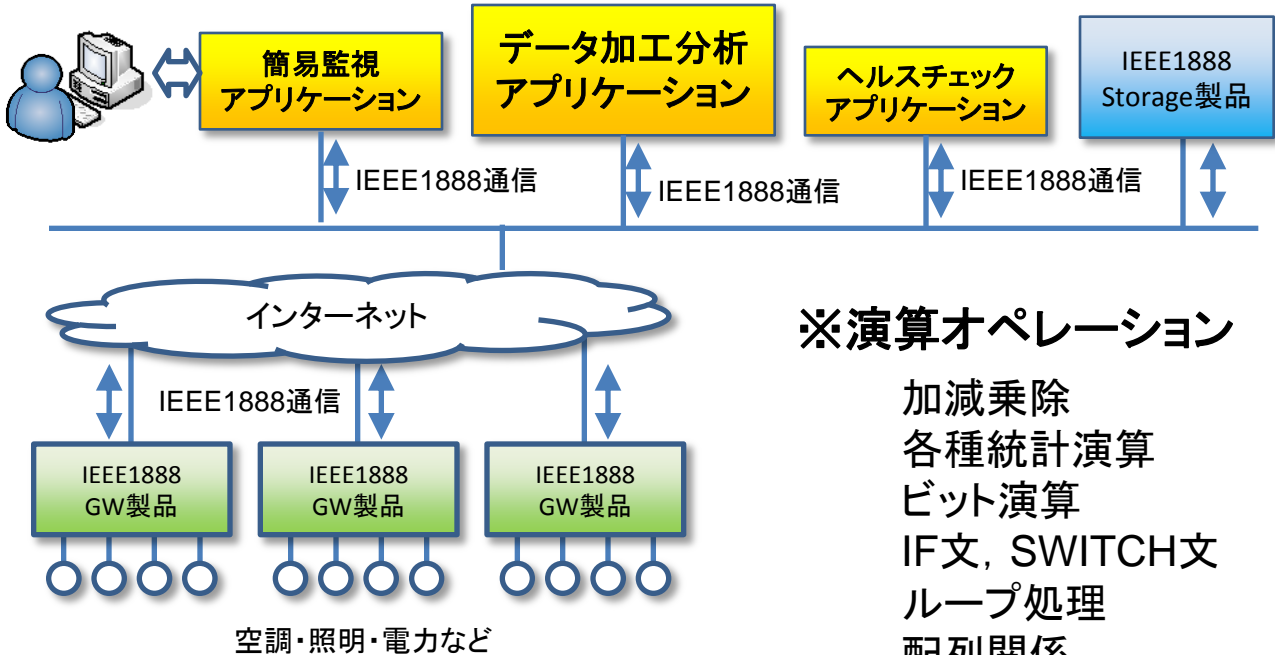 簡易監視
アプリケーション
データ加工分析
アプリケーション
ヘルスチェック
アプリケーション
IEEE1888
Storage製品
IEEE1888通信
IEEE1888通信
IEEE1888通信
インターネット
IEEE1888通信
IEEE1888
GW製品
IEEE1888
GW製品
IEEE1888
GW製品
空調・照明・電力など
※演算オペレーション
加減乗除
各種統計演算
ビット演算
IF文, SWITCH文
ループ処理
配列関係